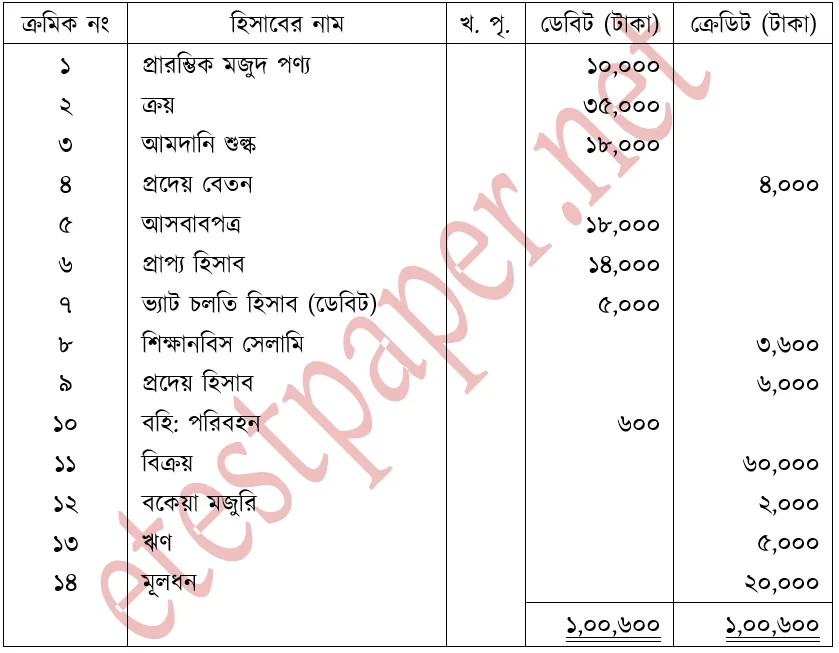 ক্রমিক নং হিসাবের নাম খ. পৃ. ডেবিট (টাকা) ক্রেডিট (টাকা)
১ প্রারম্ভিক মজুদ পণ্য ১০,০০০
২ ক্রয় ৩৫,০০০
৩ আমদানি শুল্ক ১৮,০০০
৪ প্রদেয় বেতন ৪,০০০
৫ আসবাবপত্র ১৮,০০০
৬ প্রাপ্য হিসাব ১৪,০০০
৭ ভ্যাট চলতি হিসাব (ডেবিট) ৫,০০০
৮ শিক্ষানবিস সেলামি ৩,৬০০
৯ প্রদেয় হিসাব ৬,০০০
১০ বহি: পরিবহন ৬০০
১১ বিক্রয় ৬০,০০০
১২ বকেয়া মজুরি ২,০০০
১৩ ঋণ ৫,০০০
১৪ মূলধন ২০,০০০
১,০০,৬০০ ১,০০,৬০০
etestpaper.net